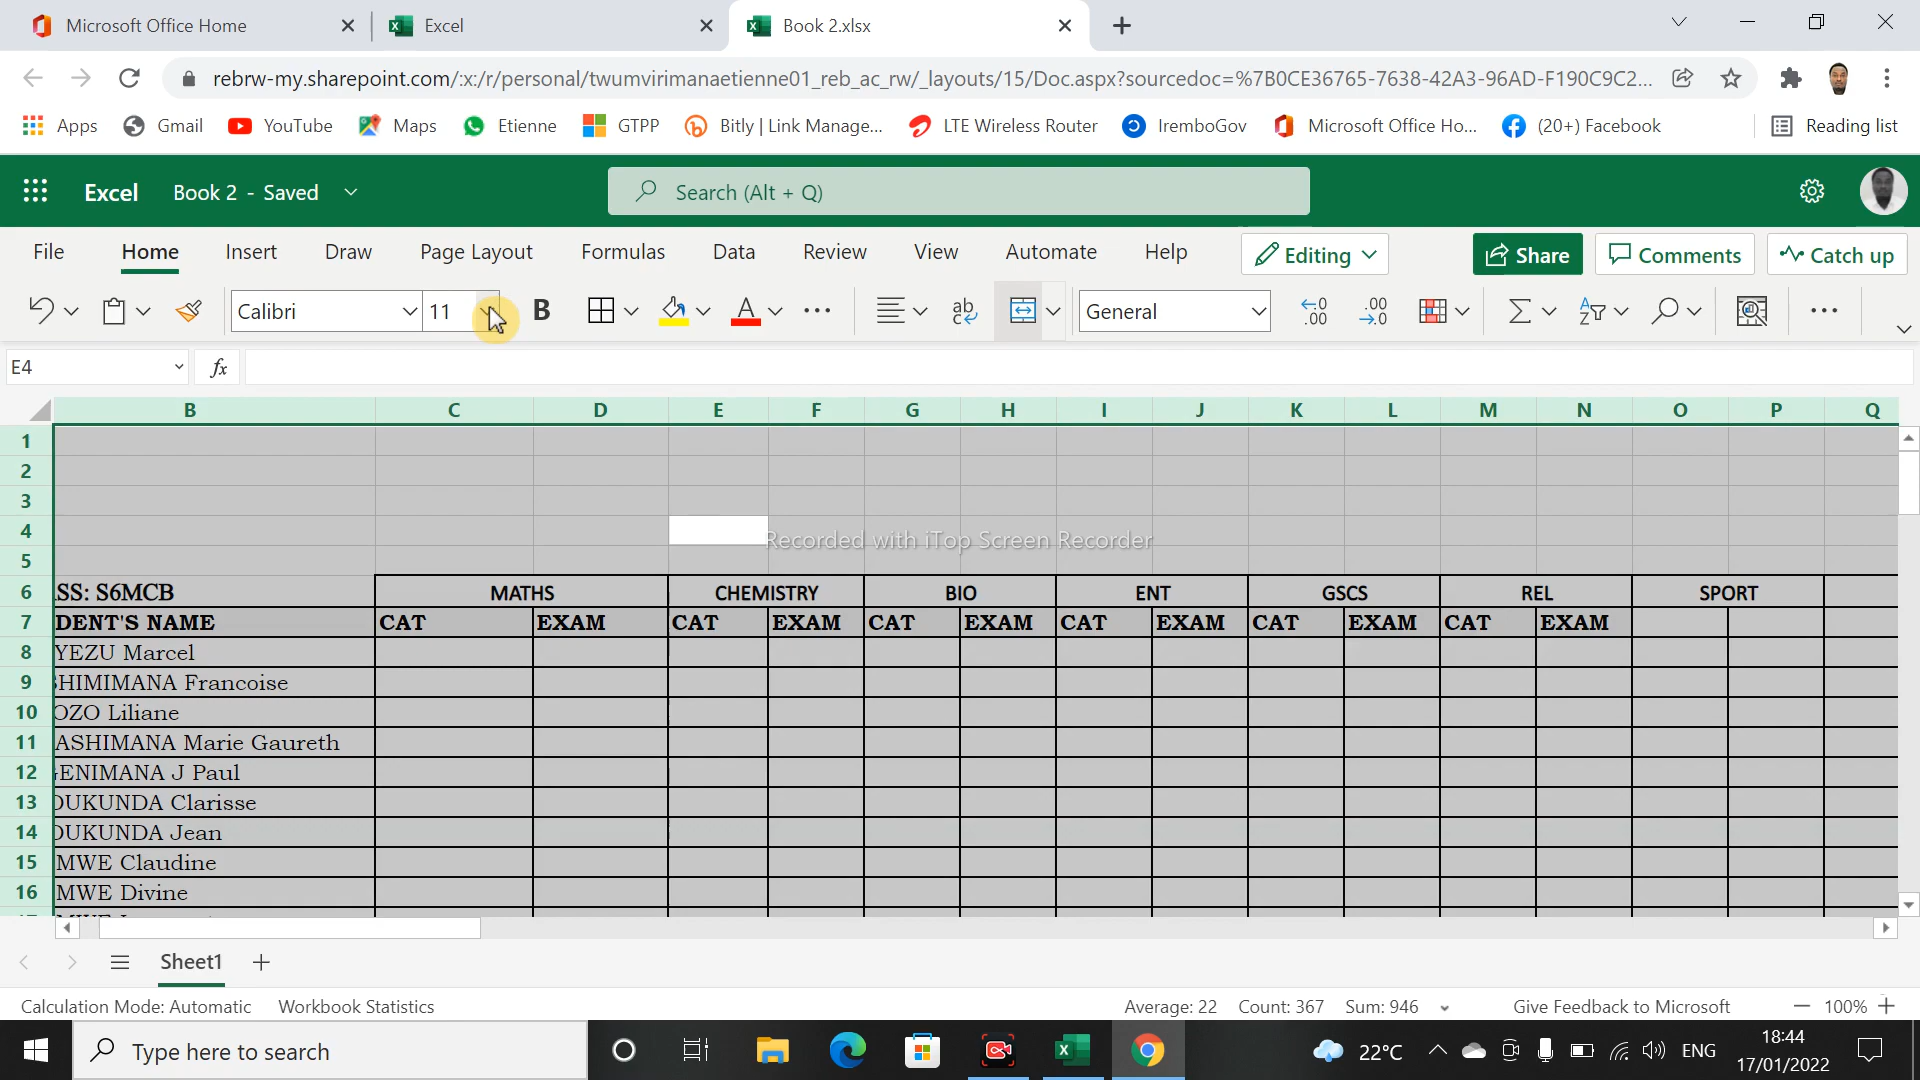 Microsoft Office Home
Excel
Book 2.xlsx
rebrw-my.sharepoint.com/:x:/r/personal/twumvirimanaetienne01_reb_ac_rw/_layouts/15/Doc.aspx?sourcedoc=%7B0CE36765-7638-42A3-96AD-F190C9C2...
Apps Gmail YouTube Maps Etienne GTPP Bitly | Link Manage... LTE Wireless Router IremboGov Microsoft Office Ho... (20+) Facebook Reading list
Excel Book 2 - Saved Search (Alt + Q)
File Home Insert Draw Page Layout Formulas Data Review View Automate Help Editing Share Comments Catch up
Calibri 11 B A ab General .00 .00
E4 fx
B C D E F G H I J K L M N O P Q
1
2
3
4
Recorded with iTop Screen Recorder
5
6 SS: S6MCB MATHS CHEMISTRY BIO ENT GSCS REL SPORT
7 DENT'S NAME CAT EXAM CAT EXAM CAT EXAM CAT EXAM CAT EXAM CAT EXAM
8 YEZU Marcel
9 HIMIMANA Francoise
10 OZO Liliane
11 ASHIMANA Marie Gaureth
12 ENIMANA J Paul
13 DUKUNDA Clarisse
14 DUKUNDA Jean
15 MWE Claudine
16 MWE Divine
Sheet1
Calculation Mode: Automatic Workbook Statistics Average: 22 Count: 367 Sum: 946 Give Feedback to Microsoft 100%
Type here to search 22°C ENG 18:44
17/01/2022